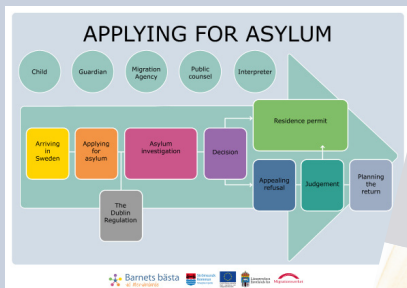 APPLYING FOR ASYLUM
Child
Guardian
Migration
Agency
Public
counsel
Interpreter
Residence permit
Arriving
in
Sweden
Applying
for
asylum
Asylum
investigation
Decision
Appealing
refusal
Judgement
Planning
the
return
The
Dublin
Regulation
Barnets bästa
Migrationsverket